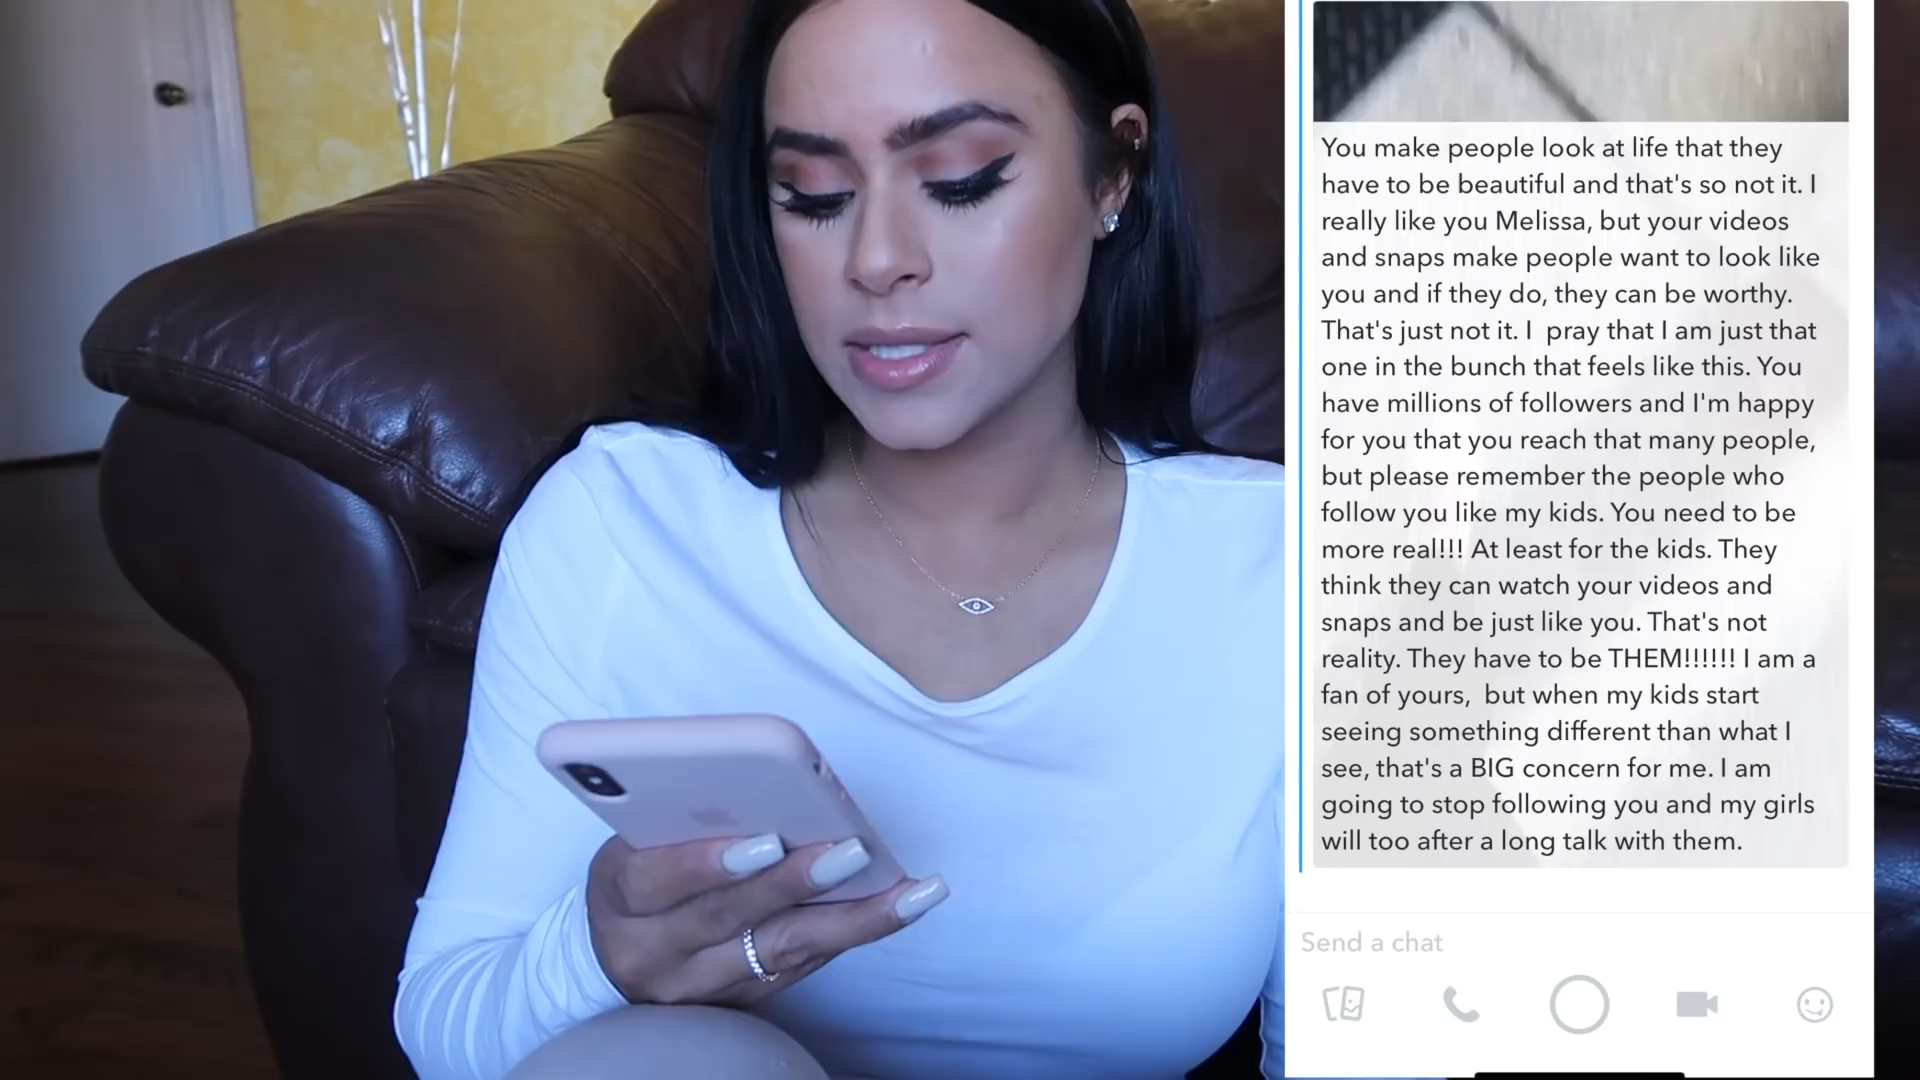 You make people look at life that they
have to be beautiful and that's so not it. I
really like you Melissa, but your videos
and snaps make people want to look like
you and if they do, they can be worthy.
That's just not it. I  pray that I am just that
one in the bunch that feels like this. You
have millions of followers and I'm happy
for you that you reach that many people,
but please remember the people who
follow you like my kids. You need to be
more real!!! At least for the kids. They
think they can watch your videos and
snaps and be just like you. That's not
reality. They have to be THEM!!!!!! I am a
fan of yours,  but when my kids start
seeing something different than what I
see, that's a BIG concern for me. I am
going to stop following you and my girls
will too after a long talk with them.
Send a chat